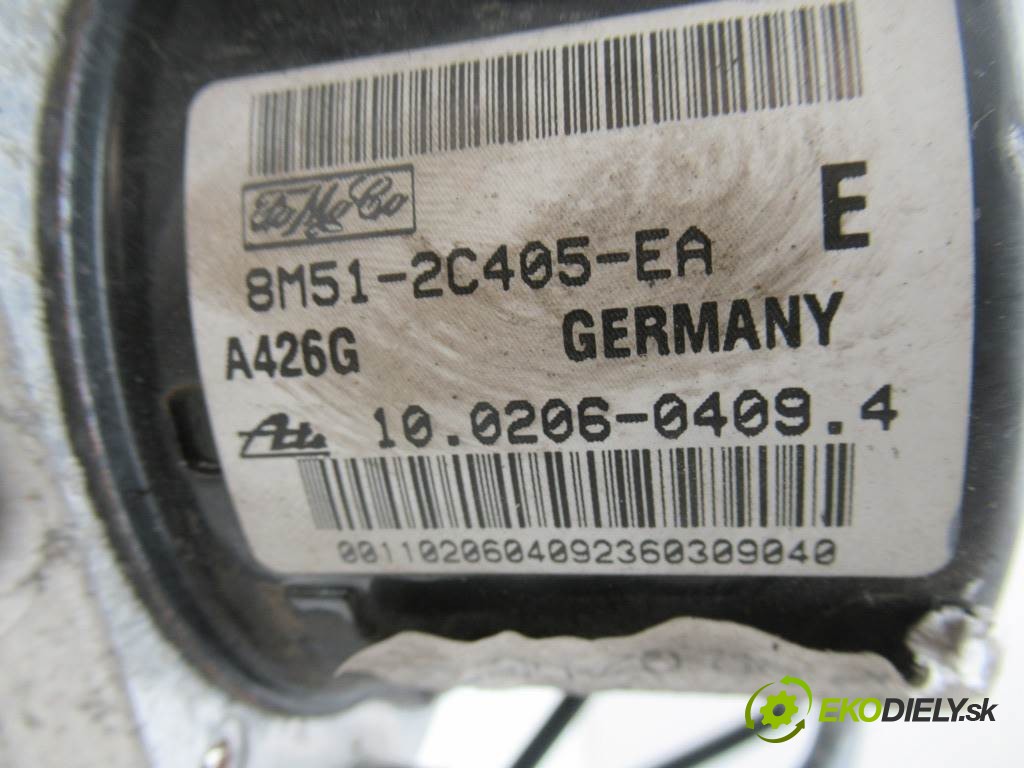 FoMoCo
E
8M51-2C405-EA
A426G GERMANY
Ate 10.0206-0409.4
00110206040923603090​40
EKODIELY.sk